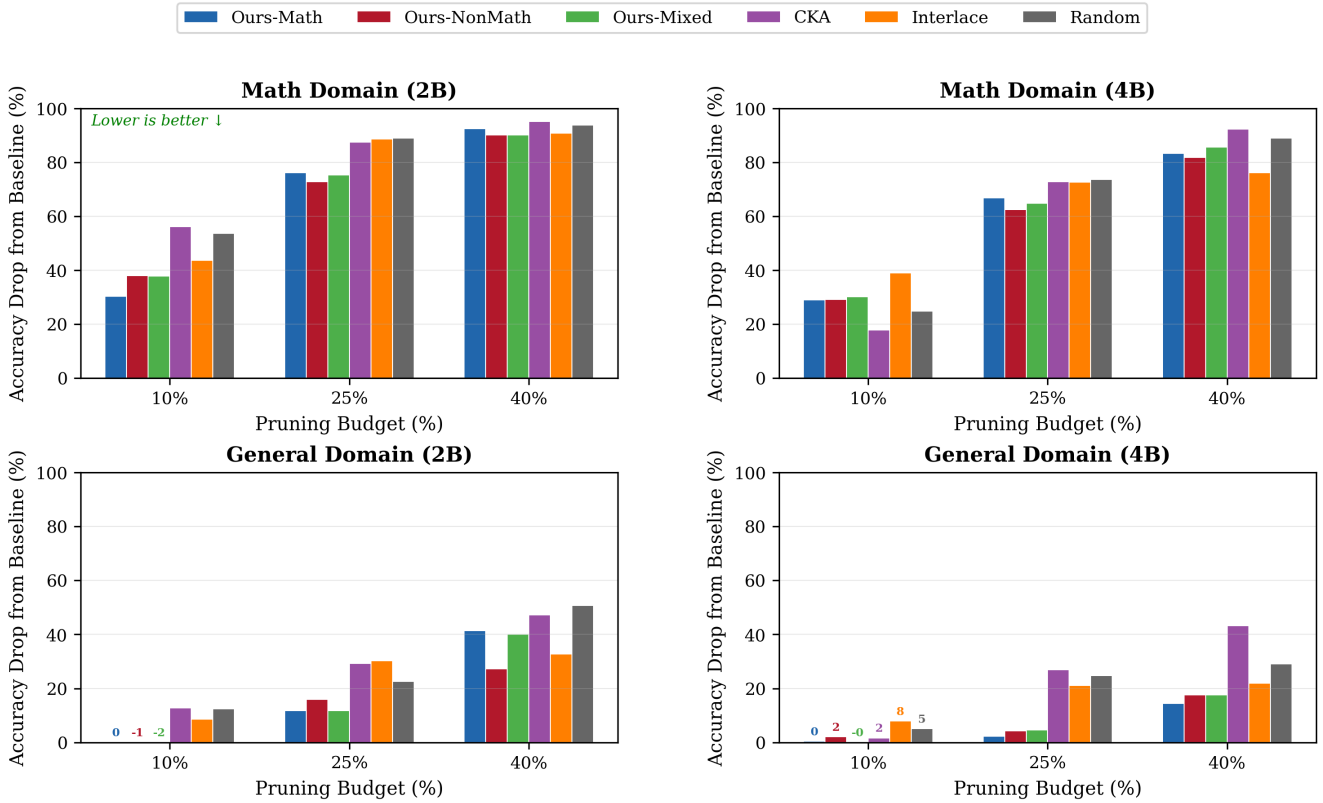 Ours-Math Ours-NonMath Ours-Mixed CKA Interlace Random
Math Domain (2B)
Lower is better ↓
Accuracy Drop from Baseline (%)
100
80
60
40
20
0
10% 25% 40%
Pruning Budget (%)
Math Domain (4B)
Accuracy Drop from Baseline (%)
100
80
60
40
20
0
10% 25% 40%
Pruning Budget (%)
General Domain (2B)
Accuracy Drop from Baseline (%)
100
80
60
40
20
0
0 -1 -2
10% 25% 40%
Pruning Budget (%)
General Domain (4B)
Accuracy Drop from Baseline (%)
100
80
60
40
20
0
0 2 -0 2 8 5
10% 25% 40%
Pruning Budget (%)